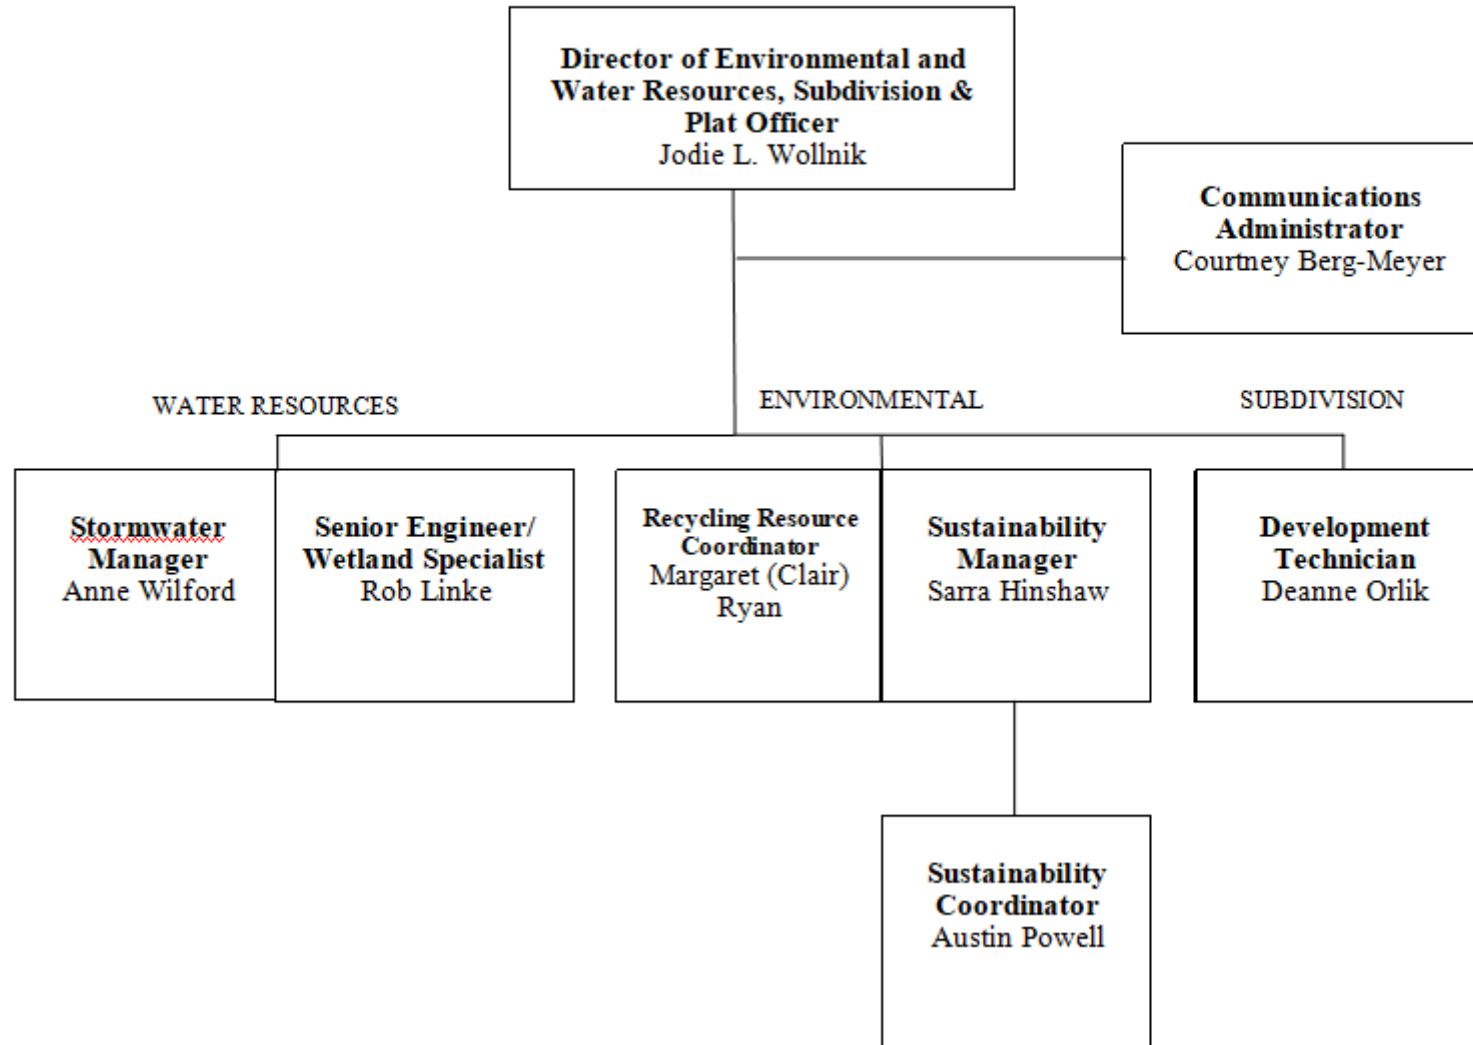 Director of Environmental and
Water Resources, Subdivision &
Plat Officer
Jodie L. Wollnik
Communications
Administrator
Courtney Berg-Meyer
WATER RESOURCES
ENVIRONMENTAL
SUBDIVISION
Stormwater
Manager
Anne Wilford
Senior Engineer/
Wetland Specialist
Rob Linke
Recycling Resource
Coordinator
Margaret (Clair)
Ryan
Sustainability
Manager
Sarra Hinshaw
Development
Technician
Deanne Orlik
Sustainability
Coordinator
Austin Powell